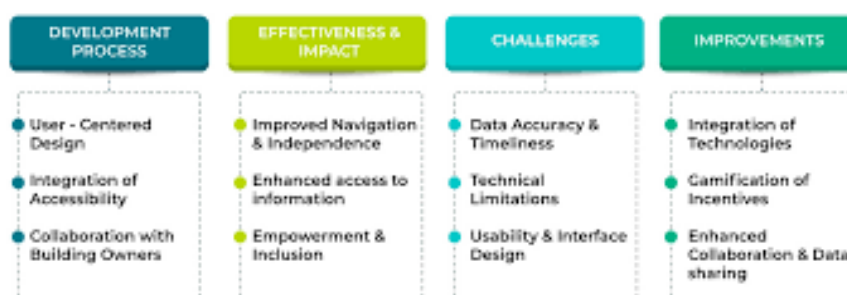 DEVELOPMENT
PROCESS
User - Centered
Design
Integration of
Accessibility
Collaboration with
Building Owners
EFFECTIVENESS &
IMPACT
Improved Navigation
& Independence
Enhanced access to
information
Empowerment &
Inclusion
CHALLENGES
Data Accuracy &
Timeliness
Technical
Limitations
Usability & Interface
Design
IMPROVEMENTS
Integration of
Technologies
Gamification of
Incentives
Enhanced
Collaboration & Data
sharing